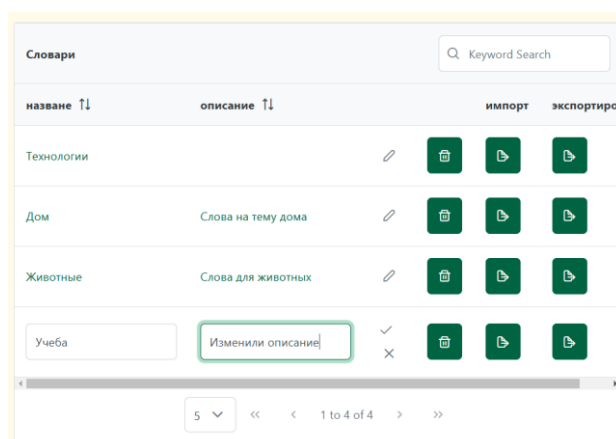 Словари Keyword Search
назване описание импорт экспортиро
Технологии
Дом Слова на тему дома
Животные Слова для животных
Учеба Изменили описание
5 << < 1 to 4 of 4 > >>